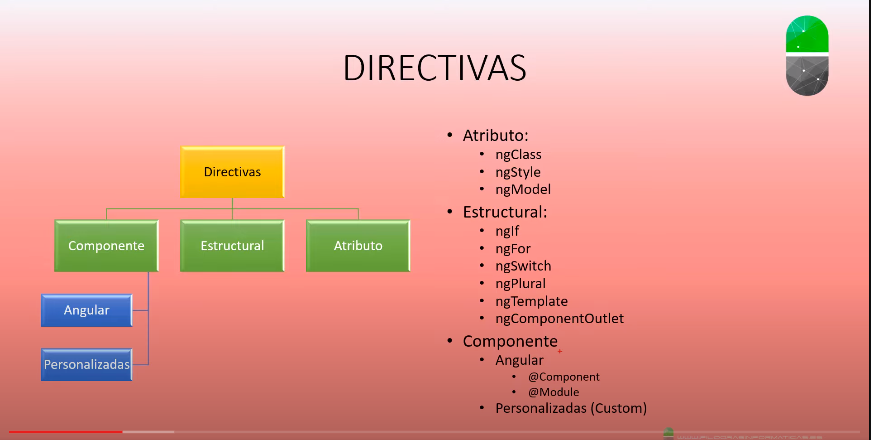 DIRECTIVAS
Directivas
Componente
Estructural
Atributo
Angular
Personalizadas
• Atributo:
• ngClass
• ngStyle
• ngModel
• Estructural:
• ngIf
• ngFor
• ngSwitch
• ngPlural
• ngTemplate
• ngComponentOutlet
• Componente
• Angular
• @Component
• @Module
• Personalizadas (Custom)